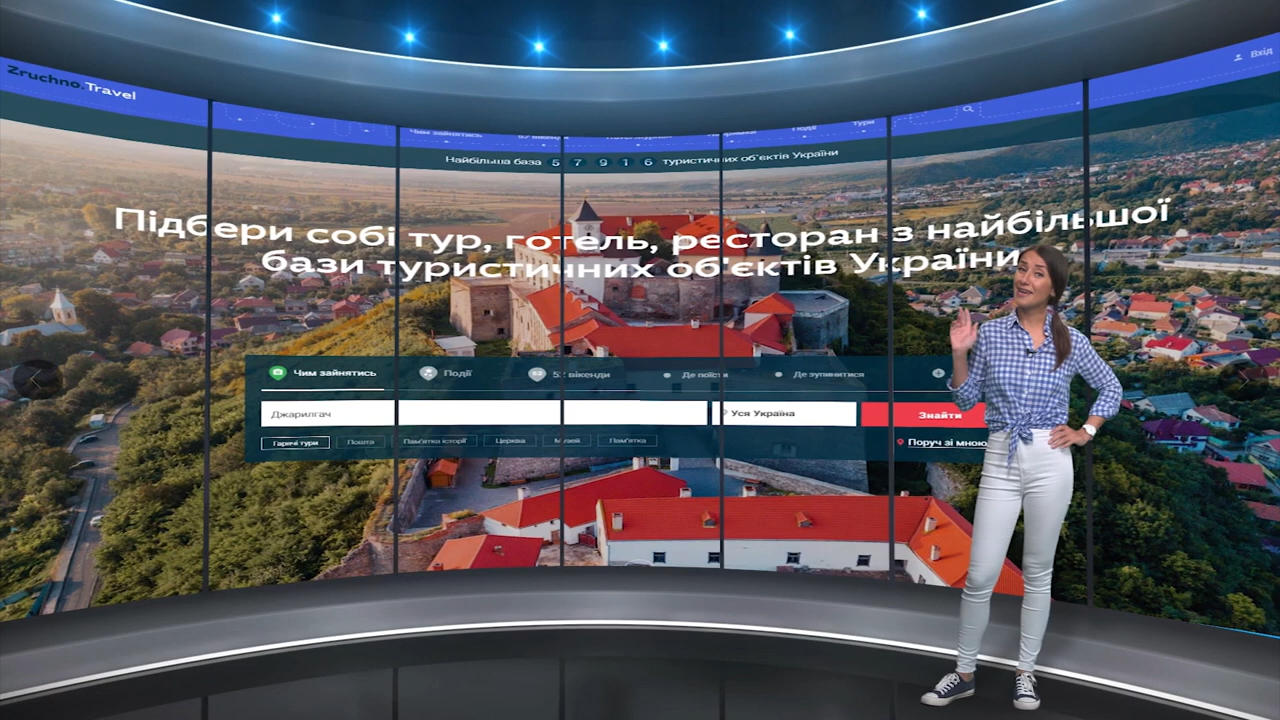 Zruchno.Travel
Вхід
Чим зайнятись
Події Тури
Найбільша база 5 7 9 1 6 туристичних об'єктів України
Підбери собі тур, готель, ресторан з найбільшої
бази туристичних об'єктів України
Чим зайнятись Події 52 вікенди Де поїсти Де зупинитися
Джарилгач Уся Україна Знайти
Гарячі тури Пошта Пам'ятка історії Церква Музей Пам'ятка Поруч зі мною